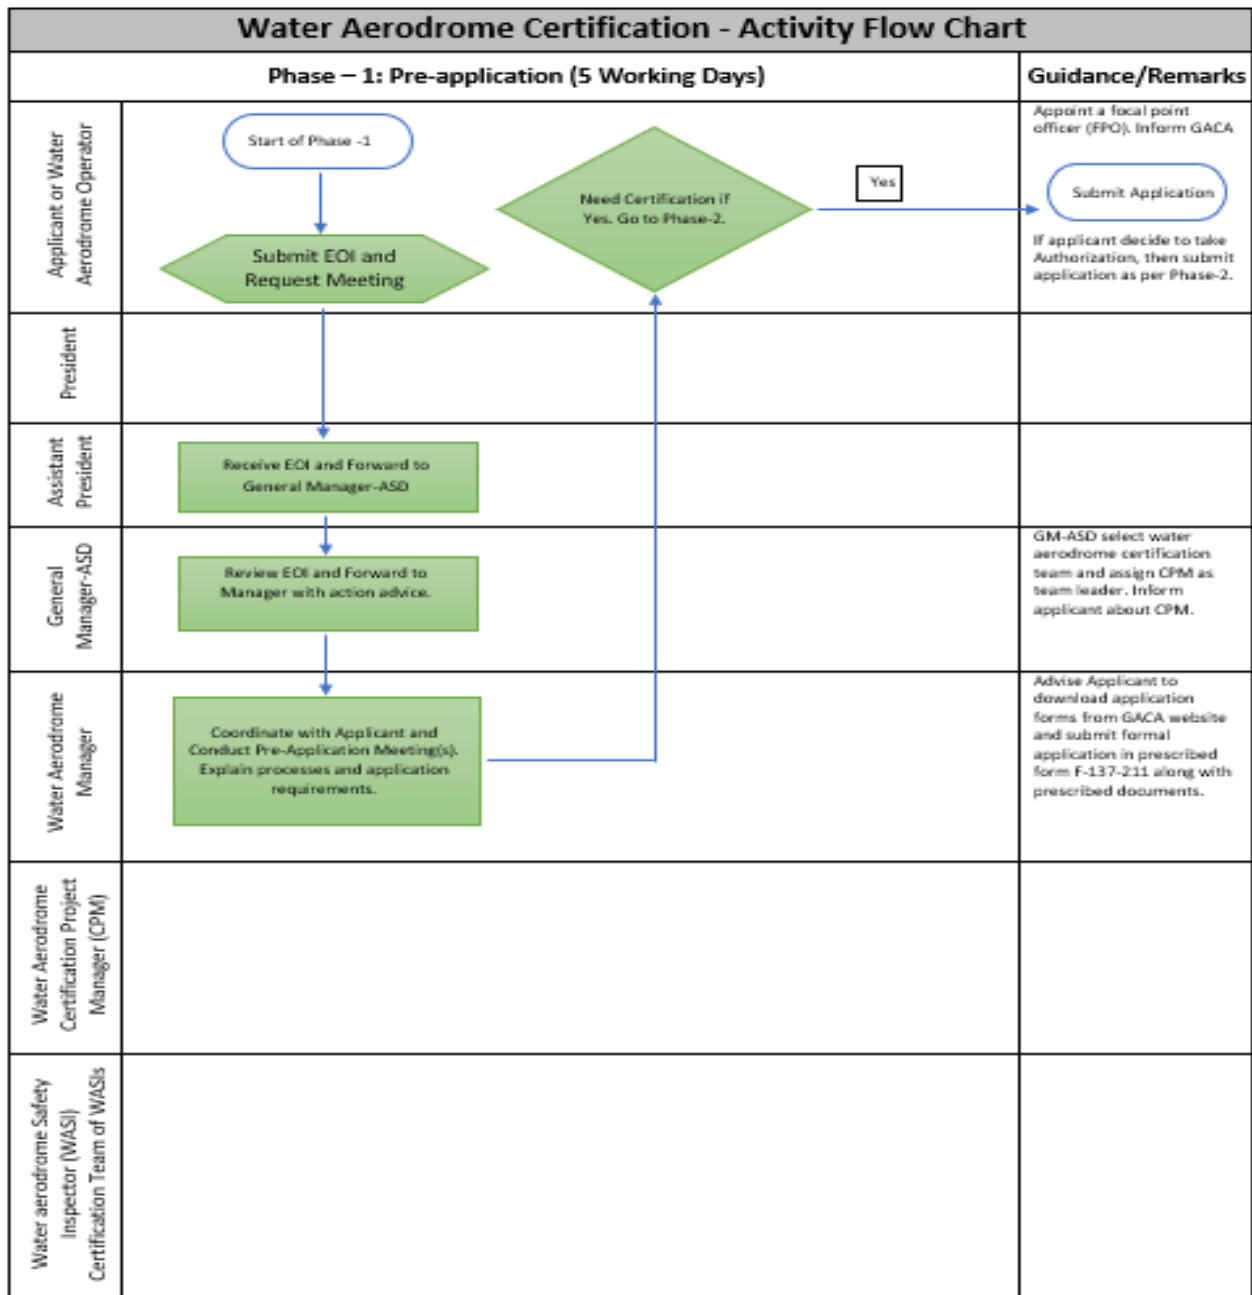 Water Aerodrome Certification - Activity Flow Chart
Phase – 1: Pre-application (5 Working Days)
Guidance/Remarks
Applicant or Water
Aerodrome Operator
Start of Phase -1
Submit EOI and
Request Meeting
Need Certification if
Yes. Go to Phase-2.
Yes
Appoint a focal point
officer (FPO). Inform GACA
Submit Application
If applicant decide to take
Authorization, then submit
application as per Phase-2.
President
Assistant
President
Receive EOI and Forward to
General Manager-ASD
General
Manager-ASD
Review EOI and Forward to
Manager with action advice.
GM-ASD select water
aerodrome certification
team and assign CPM as
team leader. Inform
applicant about CPM.
Water Aerodrome
Manager
Coordinate with Applicant and
Conduct Pre-Application Meeting(s).
Explain processes and application
requirements.
Advise Applicant to
download application
forms from GACA website
and submit formal
application in prescribed
form F-137-211 along with
prescribed documents.
Water Aerodrome
Certification Project
Manager (CPM)
Water aerodrome Safety
Inspector (WASI)
Certification Team of WASIs